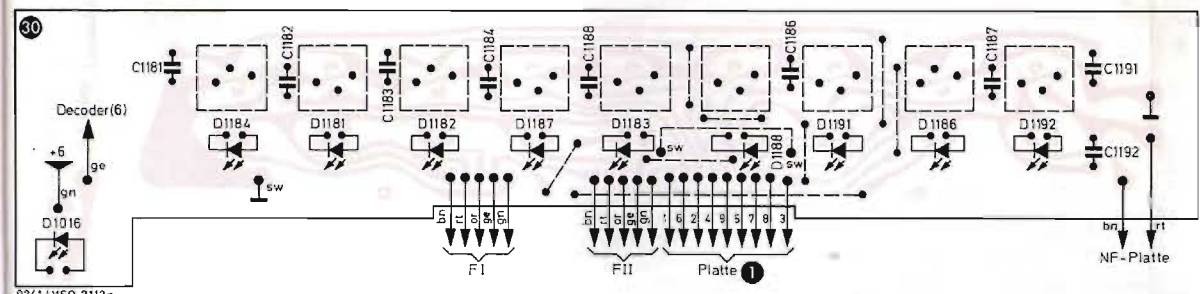 30
C1181
C1182
C1183
C1184
C1188
C1186
C1187
C1191
Decoder(6)
D1184
D1181
D1182
D1187
D1183
D1188
D1191
D1186
D1192
C1192
+6
ge
gn
sw
sw
sw
D1016
bn
rt
or
ge
gn
bn
rt
or
ge
gn
1
6
2
4
9
5
7
8
3
bn
rt
FI
FII
Platte 1
NF-Platte